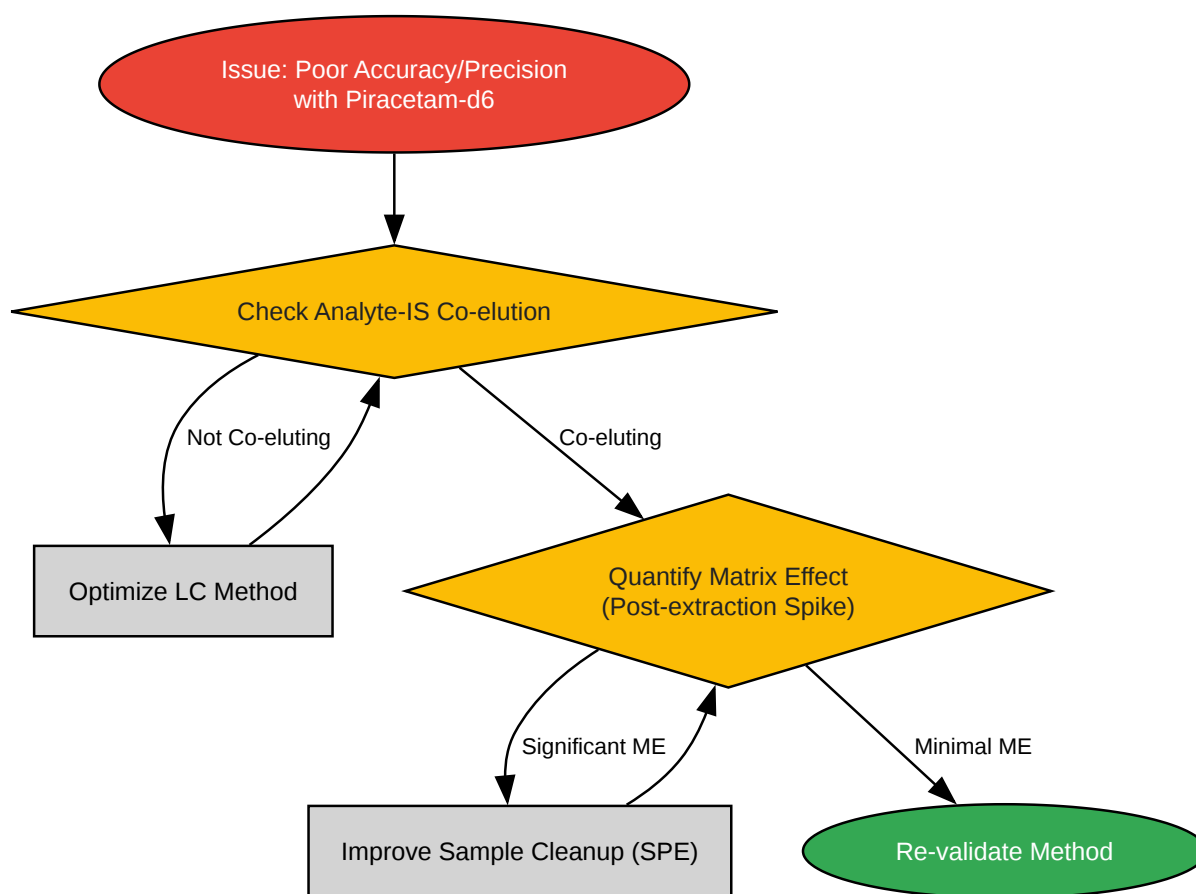 Issue: Poor Accuracy/Precision
with Piracetam-d6
Check Analyte-IS Co-elution
Not Co-eluting
Co-eluting
Optimize LC Method
Quantify Matrix Effect
(Post-extraction Spike)
Significant ME
Minimal ME
Improve Sample Cleanup (SPE)
Re-validate Method